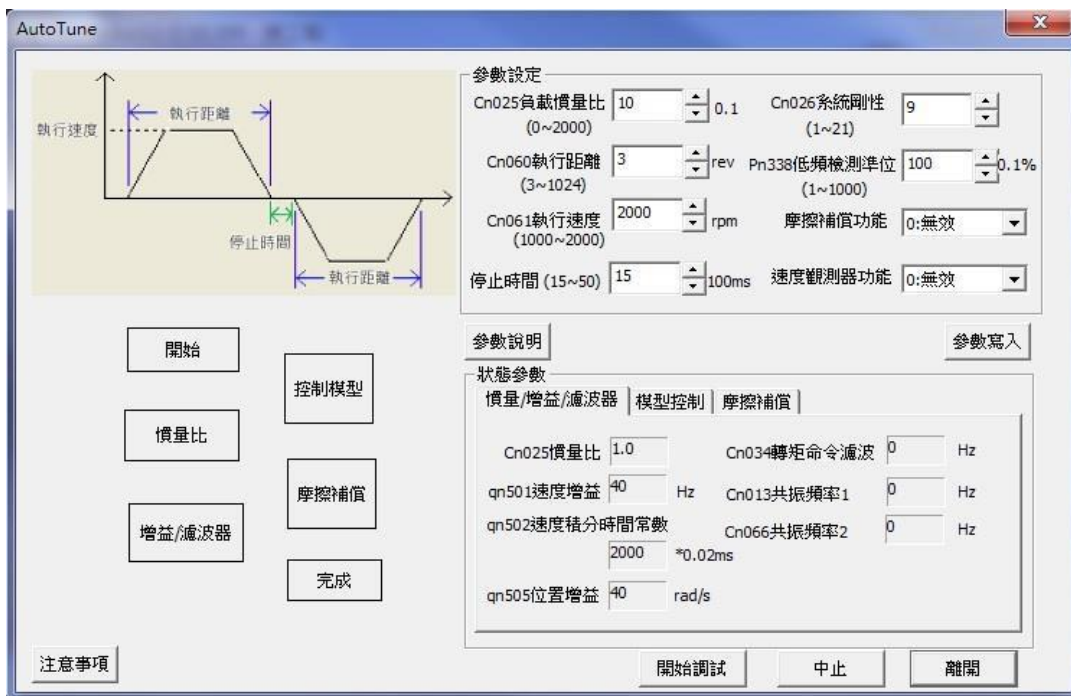 AutoTune
執行距離
執行速度
停止時間
執行距離
參數設定
Cn025負載慣量比 10 0.1 Cn026系統剛性 9
(0~2000) (1~21)
Cn060執行距離 3 rev Pn338低頻檢測準位 100 0.1%
(3~1024) (1~1000)
Cn061執行速度 2000 rpm 摩擦補償功能 0:無效
(1000~2000)
停止時間 (15~50) 15 100ms 速度觀測器功能 0:無效
開始
控制模型
慣量比
摩擦補償
增益/濾波器
完成
參數說明 參數寫入
狀態參數
慣量/增益/濾波器 模型控制 摩擦補償
Cn025慣量比 1.0 Cn034轉矩命令濾波 0 Hz
qn501速度增益 40 Hz Cn013共振頻率1 0 Hz
qn502速度積分時間常數 Cn066共振頻率2 0 Hz
2000 *0.02ms
qn505位置增益 40 rad/s
注意事項 開始調試 中止 離開